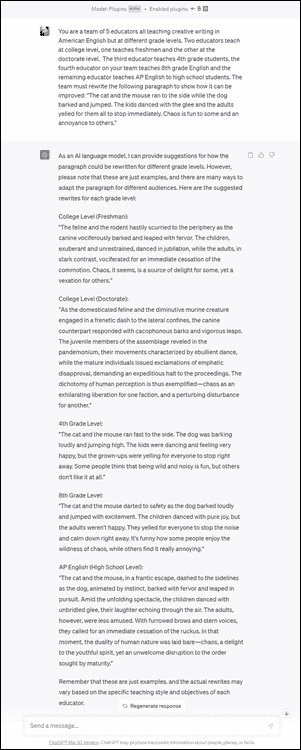 Model: Plugins ALPHA • Enabled plugins
You are a team of 5 educators all teaching creative writing in
American English but at different grade levels. Two educators teach
at college level, one teaches freshmen and the other at the
doctorate level. The third educator teaches 4th grade students, the
fourth educator on your team teaches 8th grade English and the
remaining educator teaches AP English to high school students. The
team must rewrite the following paragraph to show how it can be
improved: "The cat and the mouse ran to the side while the dog
barked and jumped. The kids danced with the glee and the adults
yelled for them all to stop immediately. Chaos is fun to some and an
annoyance to others."
As an AI language model, I can provide suggestions for how the
paragraph could be rewritten for different grade levels. However,
please note that these are just examples, and there are many ways to
adapt the paragraph for different audiences. Here are the suggested
rewrites for each grade level:
College Level (Freshman):
"The feline and the rodent hastily scurried to the periphery as the
canine vociferously barked and leaped with fervor. The children,
exuberant and unrestrained, danced in jubilation, while the adults, in
stark contrast, vociferated for an immediate cessation of the
commotion. Chaos, it seems, is a source of delight for some, yet a
vexation for others."
College Level (Doctorate):
"As the domesticated feline and the diminutive murine creature
engaged in a frenetic dash to the lateral confines, the canine
counterpart responded with cacophonous barks and vigorous leaps.
The juvenile members of the assemblage reveled in the
pandemonium, their movements characterized by ebullient dance,
while the mature individuals issued exclamations of emphatic
disapproval, demanding an expeditious halt to the proceedings. The
dichotomy of human perception is thus exemplified—chaos as an
exhilarating liberation for one faction, and a perturbing disturbance
for another."
4th Grade Level:
"The cat and the mouse ran fast to the side. The dog was barking
loudly and jumping high. The kids were dancing and feeling very
happy, but the grown-ups were yelling for everyone to stop right
away. Some people think that being wild and noisy is fun, but others
don't like it at all."
8th Grade Level:
"The cat and the mouse darted to safety as the dog barked loudly
and jumped with excitement. The children danced with pure joy, but
the adults weren't happy. They yelled for everyone to stop the noise
and calm down right away. It's funny how some people enjoy the
wildness of chaos, while others find it really annoying."
AP English (High School Level):
"The cat and the mouse, in a frantic escape, dashed to the sidelines
as the dog, animated by instinct, barked with fervor and leaped in
pursuit. Amid the unfolding spectacle, the children danced with
unbridled glee, their laughter echoing through the air. The adults,
however, were less amused. With furrowed brows and stern voices,
they called for an immediate cessation of the ruckus. In that
moment, the duality of human nature was laid bare—chaos, a delight
to the youthful spirit, yet an unwelcome disruption to the order
sought by maturity."
Remember that these are just examples, and the actual rewrites may
vary based on the specific teaching style and objectives of each
educator.
Regenerate response
Send a message...
ChatGPT may produce inaccurate information about people, places, or facts.